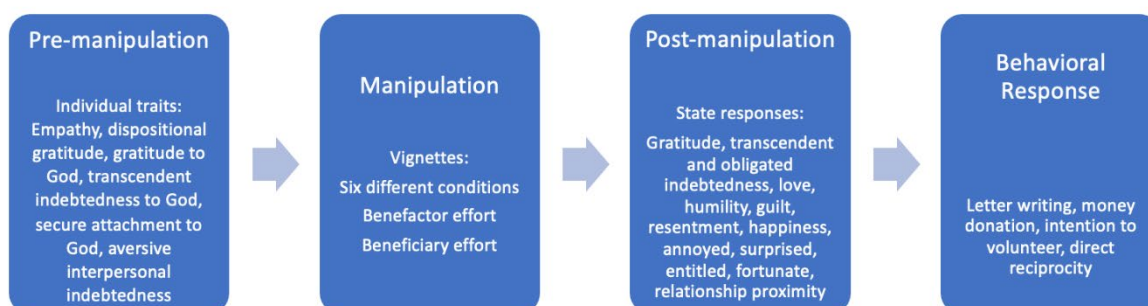 Pre-manipulation
Individual traits:
Empathy, dispositional
gratitude, gratitude to
God, transcendent
indebtedness to God,
secure attachment to
God, aversive
interpersonal
indebtedness
Manipulation
Vignettes:
Six different conditions
Benefactor effort
Beneficiary effort
Post-manipulation
State responses:
Gratitude, transcendent
and obligated
indebtedness, love,
humility, guilt,
resentment, happiness,
annoyed, surprised,
entitled, fortunate,
relationship proximity
Behavioral
Response
Letter writing, money
donation, intention to
volunteer, direct
reciprocity